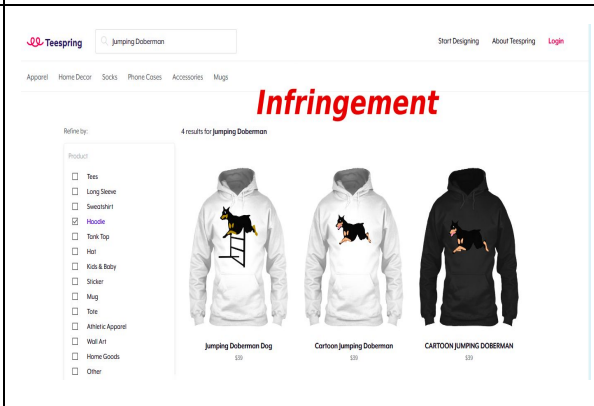 Teespring
Jumping Doberman
Start Designing About Teespring Login
Apparel Home Decor Socks Phone Cases Accessories Mugs
Infringement
Refine by:
4 results for Jumping Doberman
Product
Tees
Long Sleeve
Sweatshirt
Hoodie
Tank Top
Hat
Kids & Baby
Sticker
Mug
Tote
Athletic Apparel
Wall Art
Home Goods
Other
Jumping Doberman Dog
$39
Cartoon Jumping Doberman
$39
CARTOON JUMPING DOBERMAN
$39